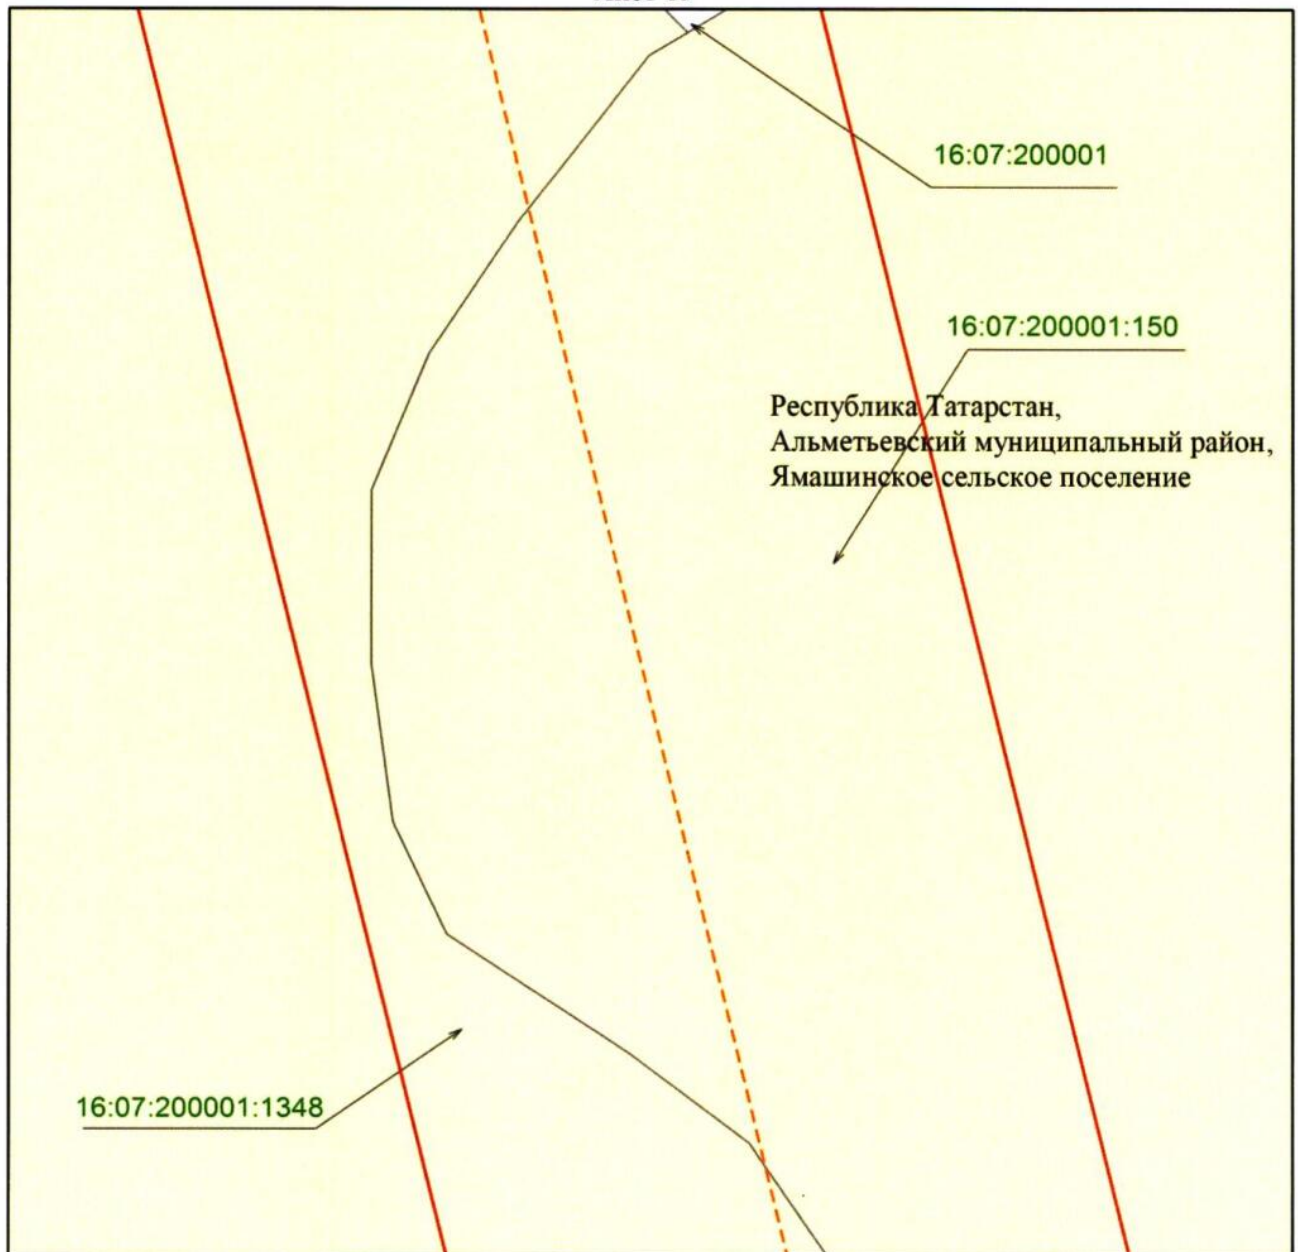 16:07:200001
16:07:200001:150
Республика Татарстан,
Альметьевский муниципальный район,
Ямашинское сельское поселение
16:07:200001:1348